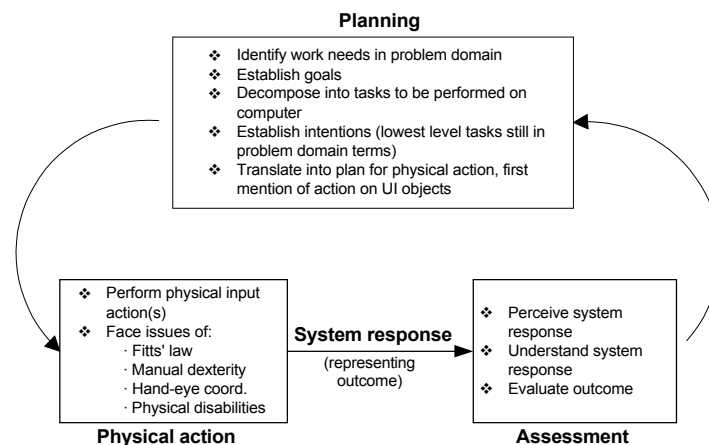 Planning
❖ Identify work needs in problem domain
❖ Establish goals
❖ Decompose into tasks to be performed on
computer
❖ Establish intentions (lowest level tasks still in
problem domain terms)
❖ Translate into plan for physical action, first
mention of action on UI objects
❖ Perform physical input
action(s)
❖ Face issues of:
· Fitts' law
· Manual dexterity
· Hand-eye coord.
· Physical disabilities
Physical action
System response
(representing
outcome)
❖ Perceive system
response
❖ Understand system
response
❖ Evaluate outcome
Assessment